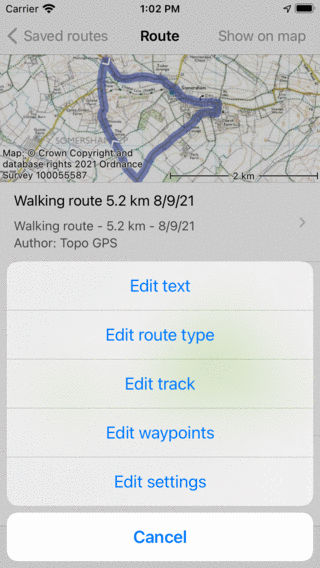 Carrier 1:02 PM
Saved routes Route Show on map
SOMERSHAM
Somersham
Map: © Crown Copyright and
database rights 2021 Ordnance
Survey 100055587
2 km
Walking route 5.2 km 8/9/21
Walking route - 5.2 km - 8/9/21
Author: Topo GPS
Edit text
Edit route type
Edit track
Edit waypoints
Edit settings
Cancel